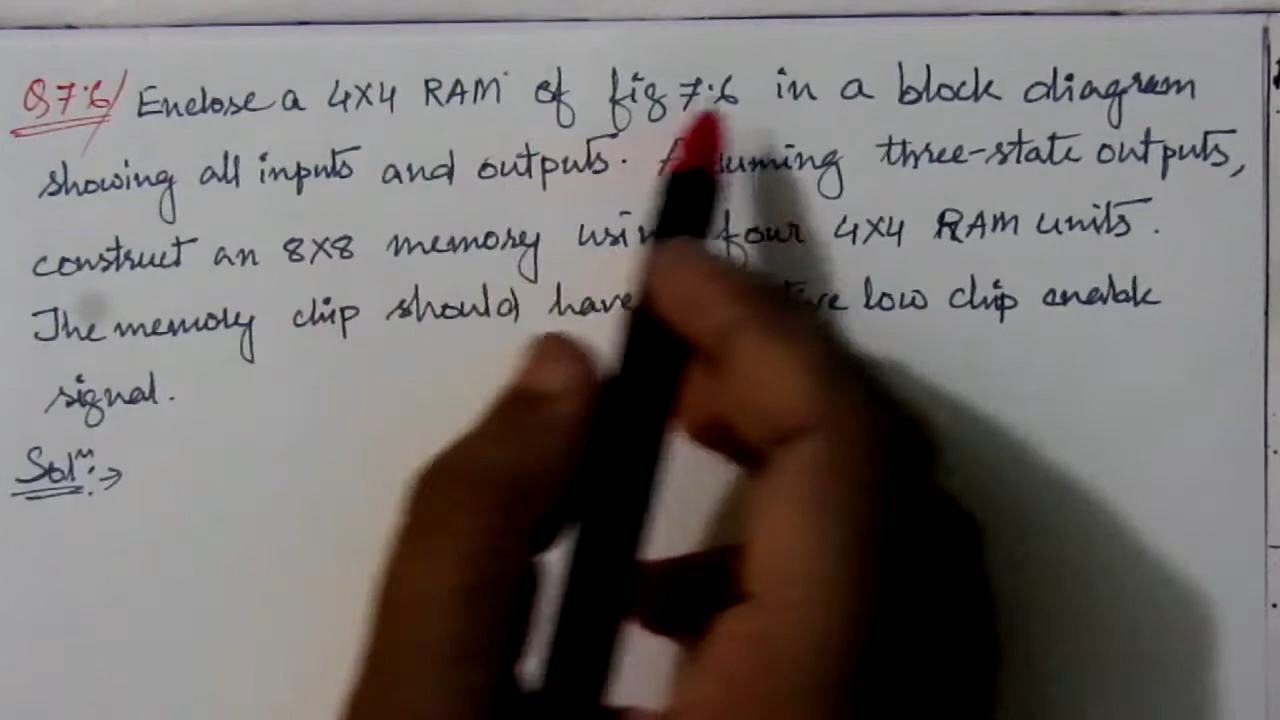 Q7.6/ Enclose a 4X4 RAM of fig 7.6 in a block diagram
showing all inputs and outputs. three-state outputs,
construct an 8X8 memory using four 4X4 RAM units.
The memory chip should have low chip enable
signal.
Solⁿ:→